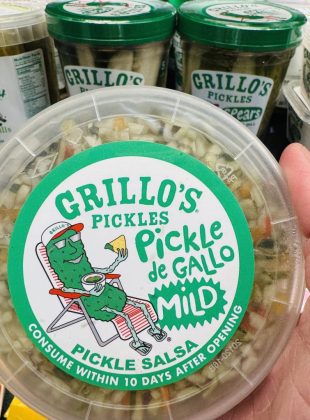 GRILLO'S
PICKLES
GRILLO'S
PICKLES
Spears
GRILLO'S
PICKLES
Pickle
de GALLO
MILD
PICKLE SALSA
CONSUME WITHIN 10 DAYS AFTER OPENING